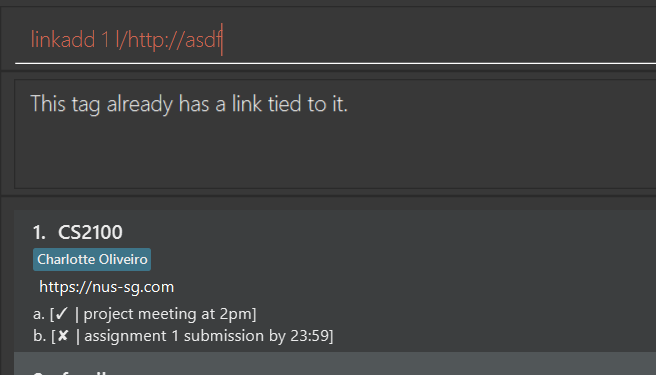 linkadd 1 l/http://asdf
This tag already has a link tied to it.
1. CS2100
Charlotte Oliveiro
https://nus-sg.com
a. [✓ | project meeting at 2pm]
b. [✘ | assignment 1 submission by 23:59]